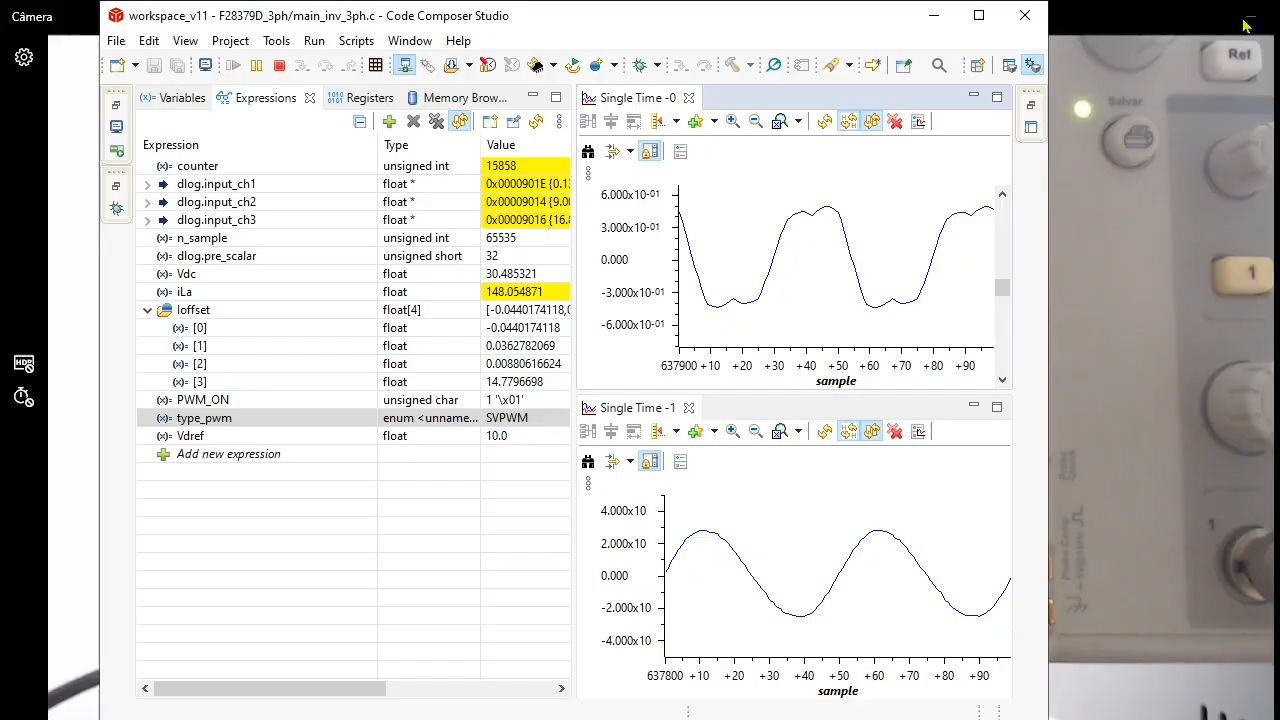 Câmera
workspace_v11 - F28379D_3ph/main_inv_3ph.c - Code Composer Studio
File Edit View Project Tools Run Scripts Window Help
(x)= Variables Expressions Registers Memory Brow...
Expression Type Value
(x)= counter unsigned int 15858
dlog.input_ch1 float * 0x0000901E {0.1
dlog.input_ch2 float * 0x00009014 {9.00
dlog.input_ch3 float * 0x00009016 {16.8
(x)= n_sample unsigned int 65535
(x)= dlog.pre_scalar unsigned short 32
(x)= Vdc float 30.485321
(x)= iLa float 148.054871
Ioffset float[4] [-0.0440174118,0
(x)= [0] float -0.0440174118
(x)= [1] float 0.0362782069
(x)= [2] float 0.00880616624
(x)= [3] float 14.7796698
(x)= PWM_ON unsigned char 1 '\x01'
(x)= type_pwm enum <unname... SVPWM
(x)= Vdref float 10.0
Add new expression
Single Time -0
6.000x10-01
3.000x10-01
0.000
-3.000x10-01
-6.000x10-01
637900 +10 +20 +30 +40 +50 +60 +70 +80 +90
sample
Single Time -1
4.000x10
2.000x10
0.000
-2.000x10
-4.000x10
637800 +10 +20 +30 +40 +50 +60 +70 +80 +90
sample
Ref
Salvar
1
1